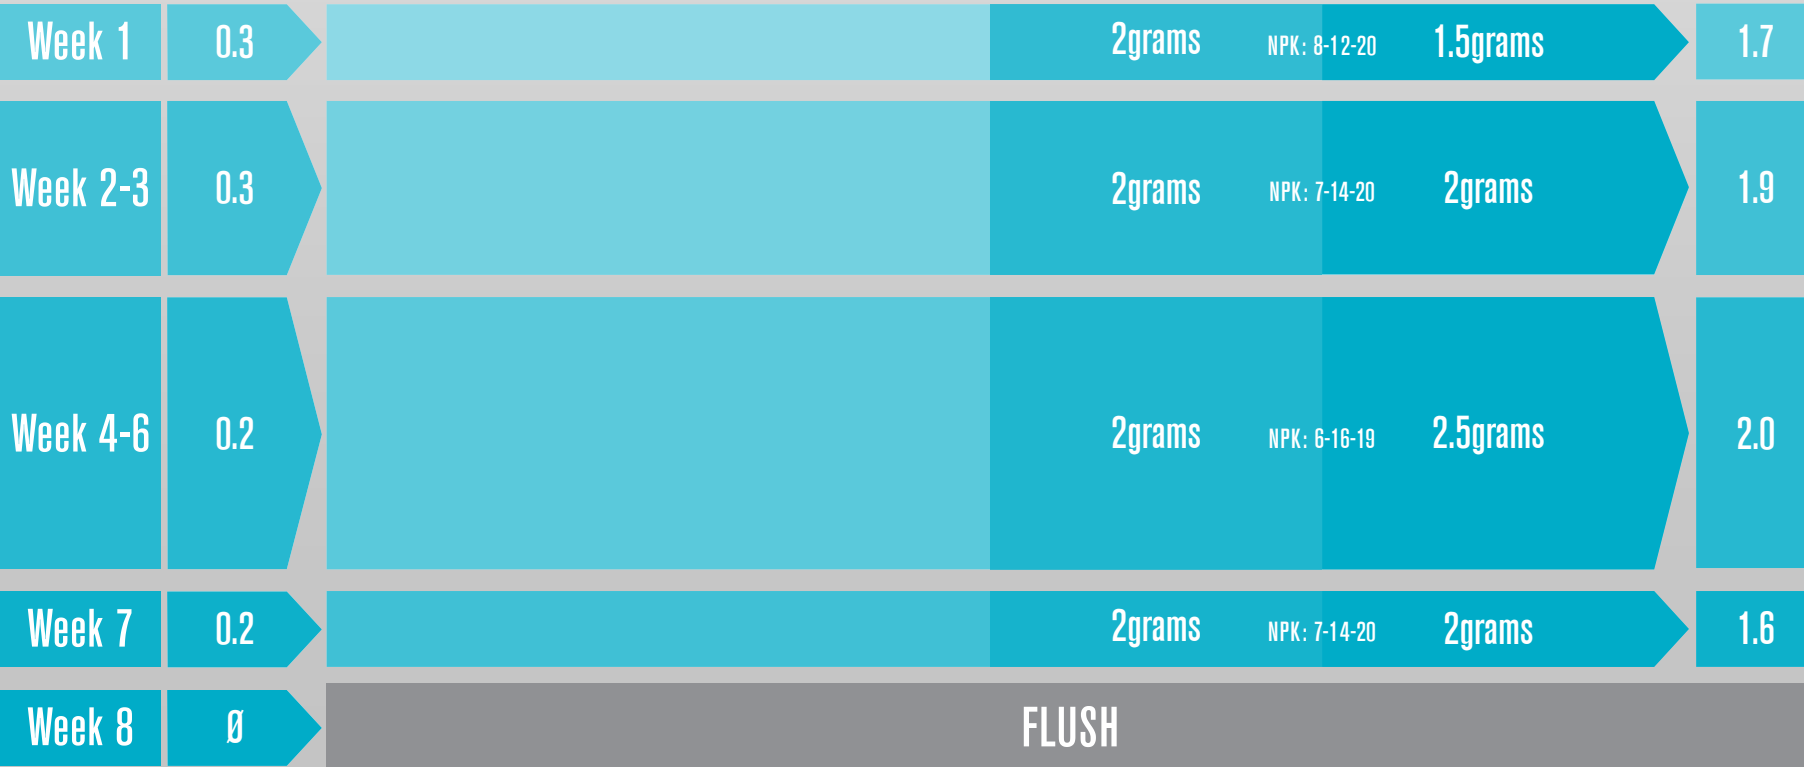 Week 1 0.3 2grams NPK: 8-12-20 1.5grams 1.7
Week 2-3 0.3 2grams NPK: 7-14-20 2grams 1.9
Week 4-6 0.2 2grams NPK: 6-16-19 2.5grams 2.0
Week 7 0.2 2grams NPK: 7-14-20 2grams 1.6
Week 8 Ø FLUSH